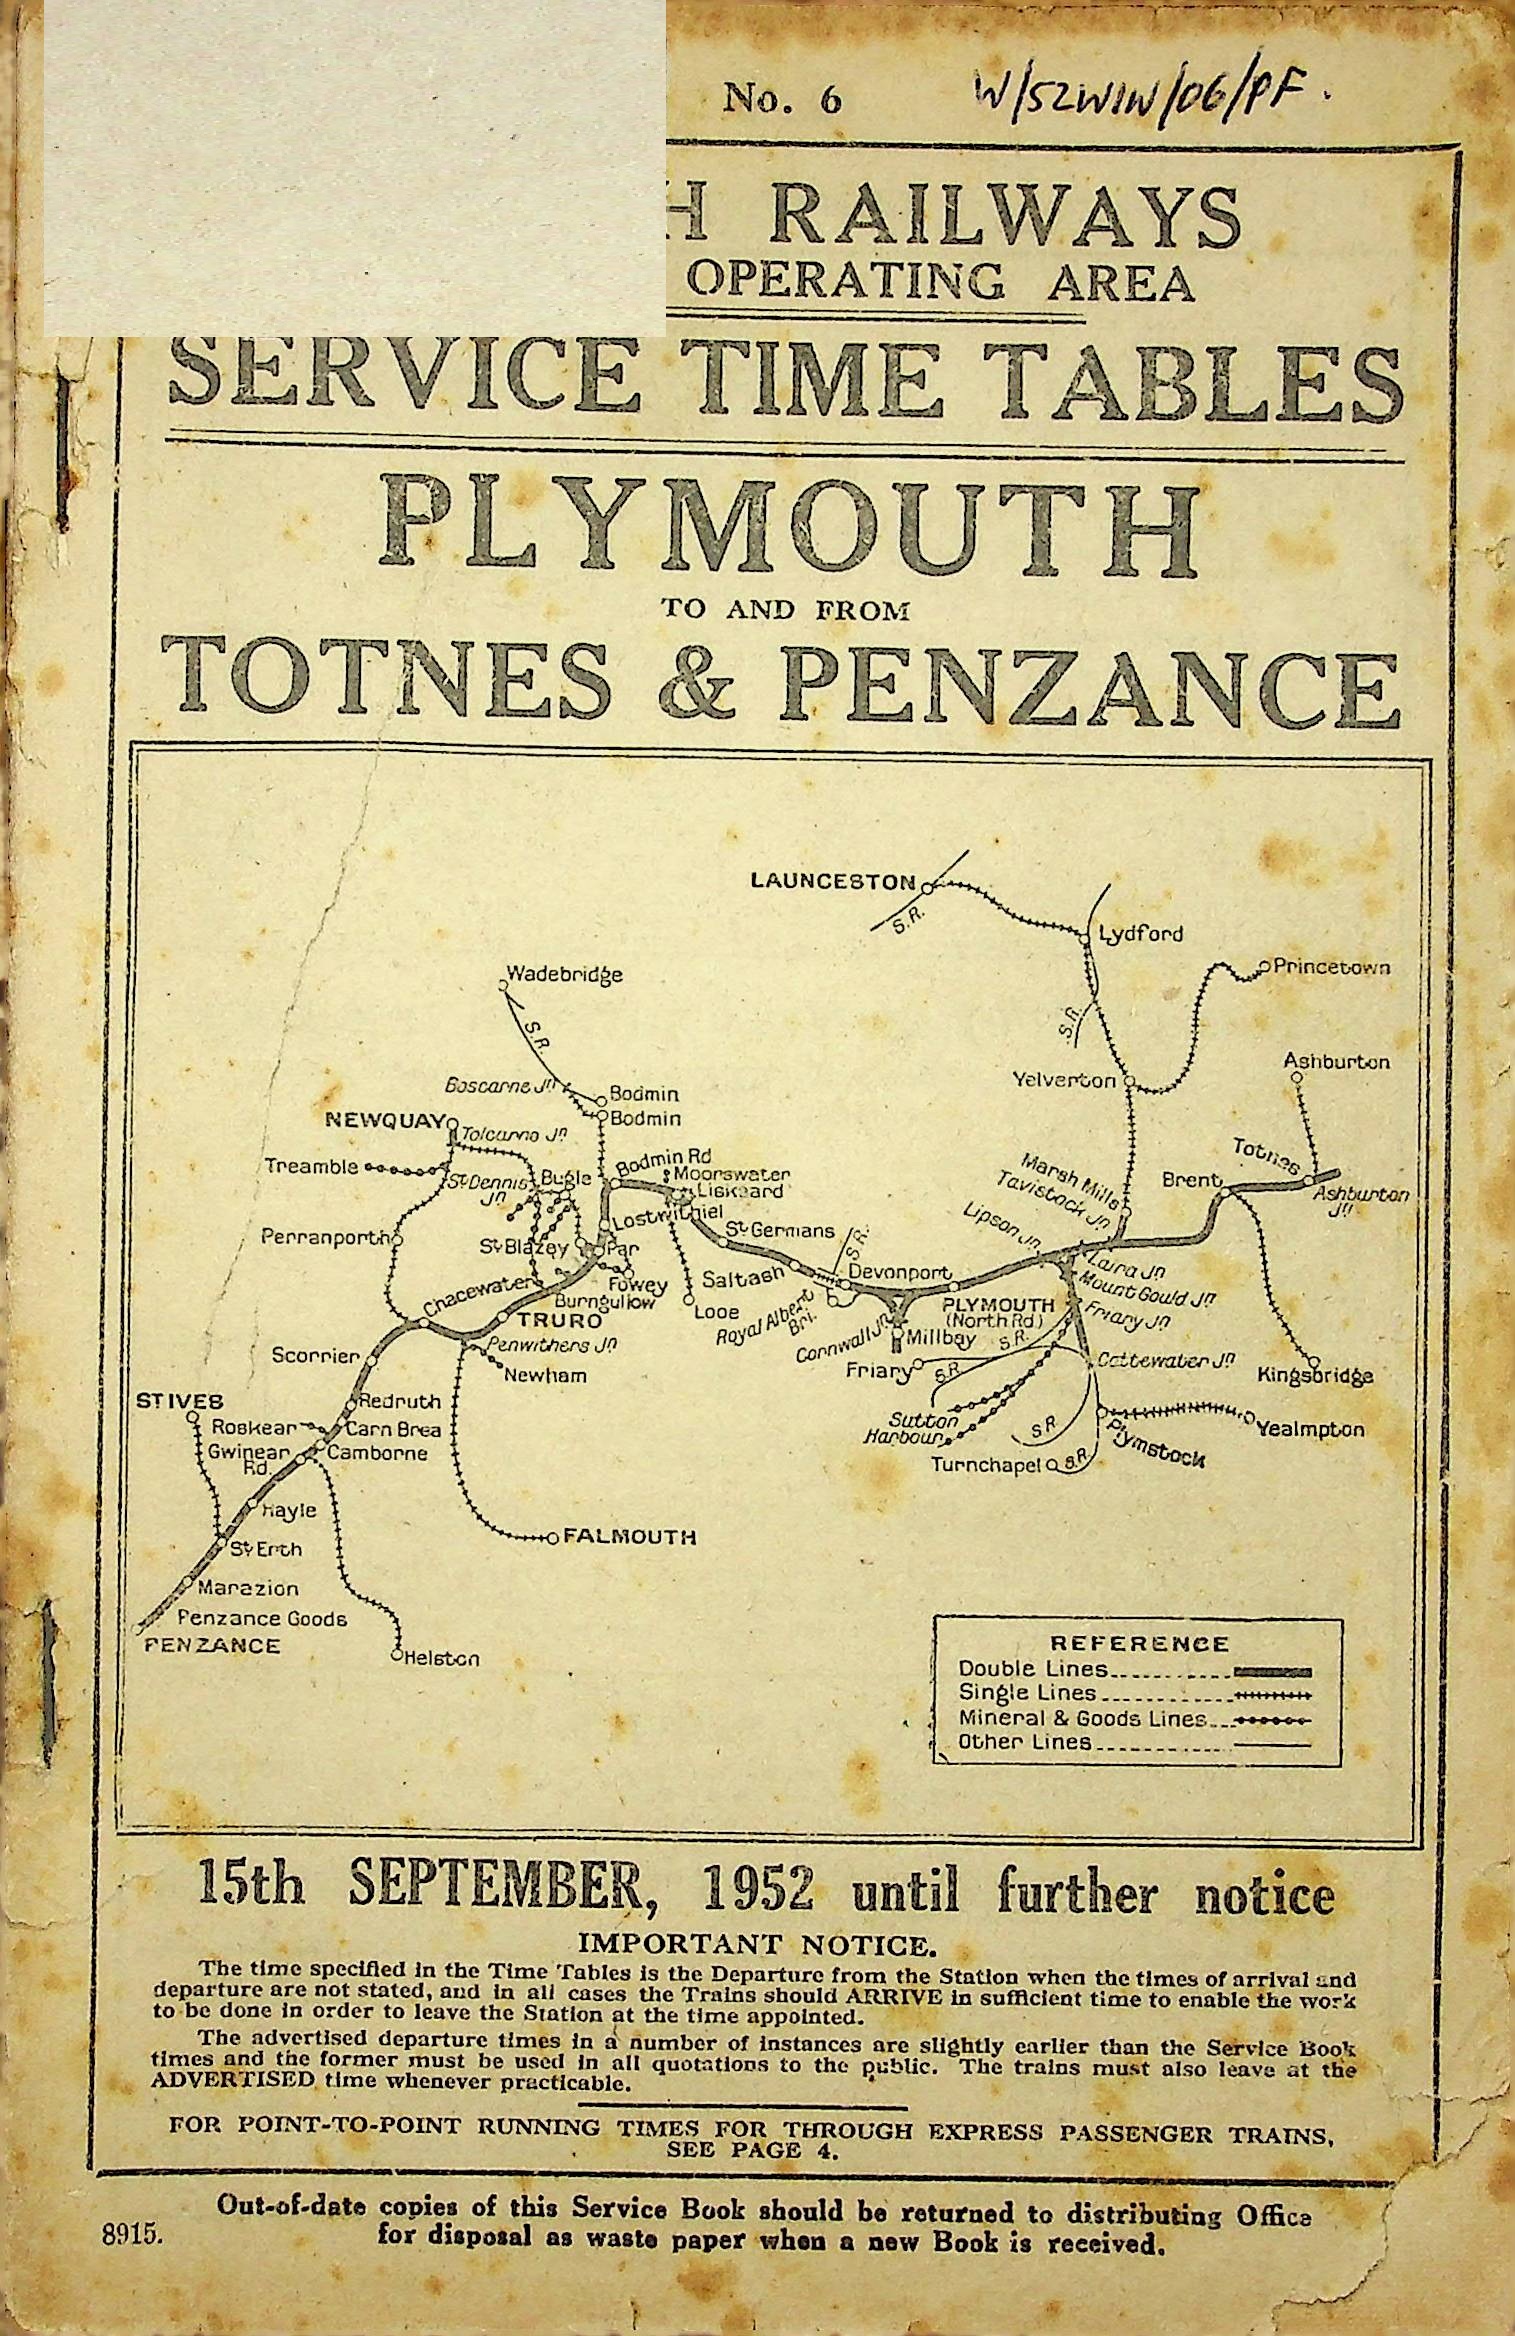 No. 6
W/52WIN/06/PF.
RAILWAYS
OPERATING AREA
SERVICE TIME TABLES
PLYMOUTH
TO AND FROM
TOTNES & PENZANCE
LAUNCESTON
S.R.
Lydford
Princetown
Wadebridge
S.R.
S.R.
Ashburton
Yelverton
Boscarne Jn
Bodmin
Bodmin
NEWQUAY
Tolcarno Jn
Treamble
St Dennis Jn
Bugle
Bodmin Rd
Moorswater
Liskeard
Lostwithiel
Marsh Mills
Tavistock Jn
Brent
Totnes
Ashburton Jn
Lipson Jn
Perranporth
St Blazey
Par
St Germans
S.R.
Laira Jn
Mount Gould Jn
Friary Jn
Chacewater
Burngullow
Fowey
Looe
Saltash
Devonport
Royal Albert Bri.
PLYMOUTH
(North Rd)
TRURO
Cornwall Jn
Millbay
S.R.
Penwithers Jn
Newham
Scorrier
Friary
S.R.
Cattewater Jn
Kingsbridge
ST IVES
Redruth
Roskear
Carn Brea
Gwinear Rd.
Camborne
Sutton Harbour
S.R
Plymstock
Yealmpton
Turnchapel
S.R.
Hayle
St Erth
FALMOUTH
Marazion
Penzance Goods
PENZANCE
Helston
REFERENCE
Double Lines
Single Lines
Mineral & Goods Lines
Other Lines
15th SEPTEMBER, 1952 until further notice
IMPORTANT NOTICE.
The time specified in the Time Tables is the Departure from the Station when the times of arrival and
departure are not stated, and in all cases the Trains should ARRIVE in sufficient time to enable the work
to be done in order to leave the Station at the time appointed.
The advertised departure times in a number of instances are slightly earlier than the Service Book
times and the former must be used in all quotations to the public. The trains must also leave at the
ADVERTISED time whenever practicable.
FOR POINT-TO-POINT RUNNING TIMES FOR THROUGH EXPRESS PASSENGER TRAINS,
SEE PAGE 4.
Out-of-date copies of this Service Book should be returned to distributing Office
for disposal as waste paper when a new Book is received.
8915.